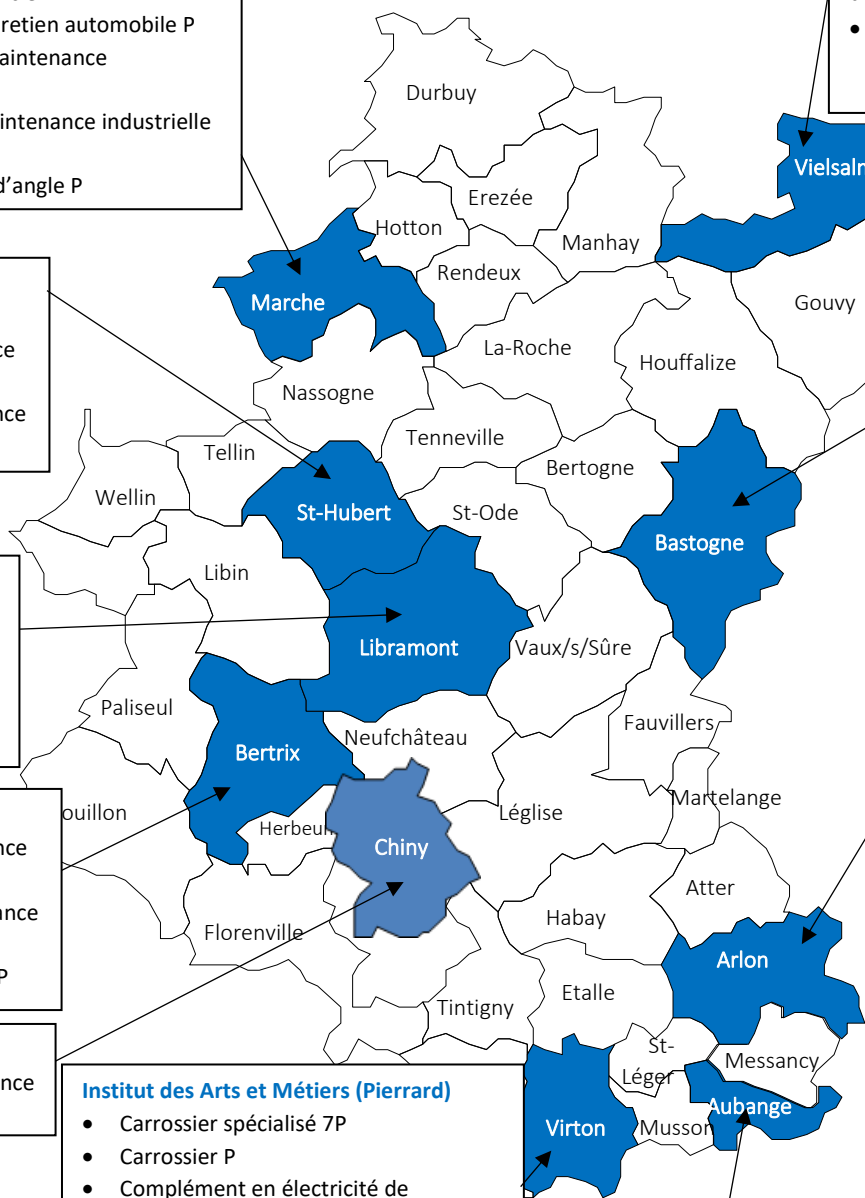 retien automobile P
aintenance
intenance industrielle
d'angle P
•
Durbuy
Vielsaln
Erezée
Hotton
Manhay
Rendeux
Marche
Gouvy
La-Roche
Houffalize
ce
Nassogne
nce
Tenneville
Tellin
Bertogne
Wellin
St-Hubert
St-Ode
Bastogne
Libin
Libramont
Vaux/s/Sûre
Paliseul
Fauvillers
Neufchâteau
Bertrix
Martelange
ouillon
Léglise
Herbeum
nce
Chiny
Atter
ance
Habay
Florenville
Arlon
P
Etalle
Tintigny
St-
Léger
Messancy
nce
Aubange
Musson
Virton
Institut des Arts et Métiers (Pierrard)
• Carrossier spécialisé 7P
• Carrossier P
• Complément en électricité de